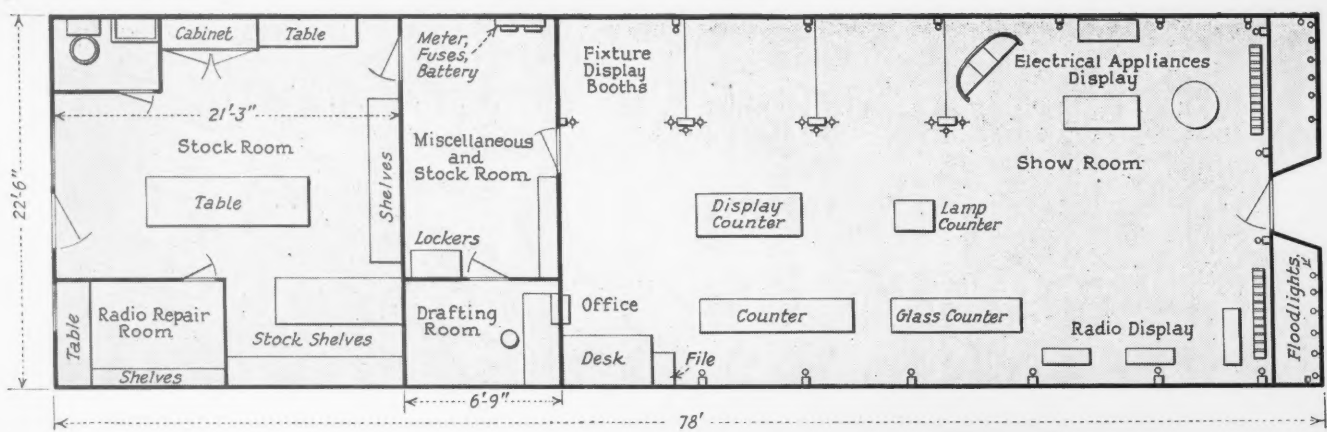 Cabinet
Table
Meter,
Fuses,
Battery
Fixture
Display
Booths
Electrical Appliances
Display
21'-3"
Stock Room
Miscellaneous
and
Stock Room
Show Room
22'-6"
Table
Shelves
Display
Counter
Lamp
Counter
Lockers
Table
Radio Repair
Room
Shelves
Stock Shelves
Drafting
Room
Office
Desk
File
Counter
Glass Counter
Radio Display
Floodlights
6'-9"
78'